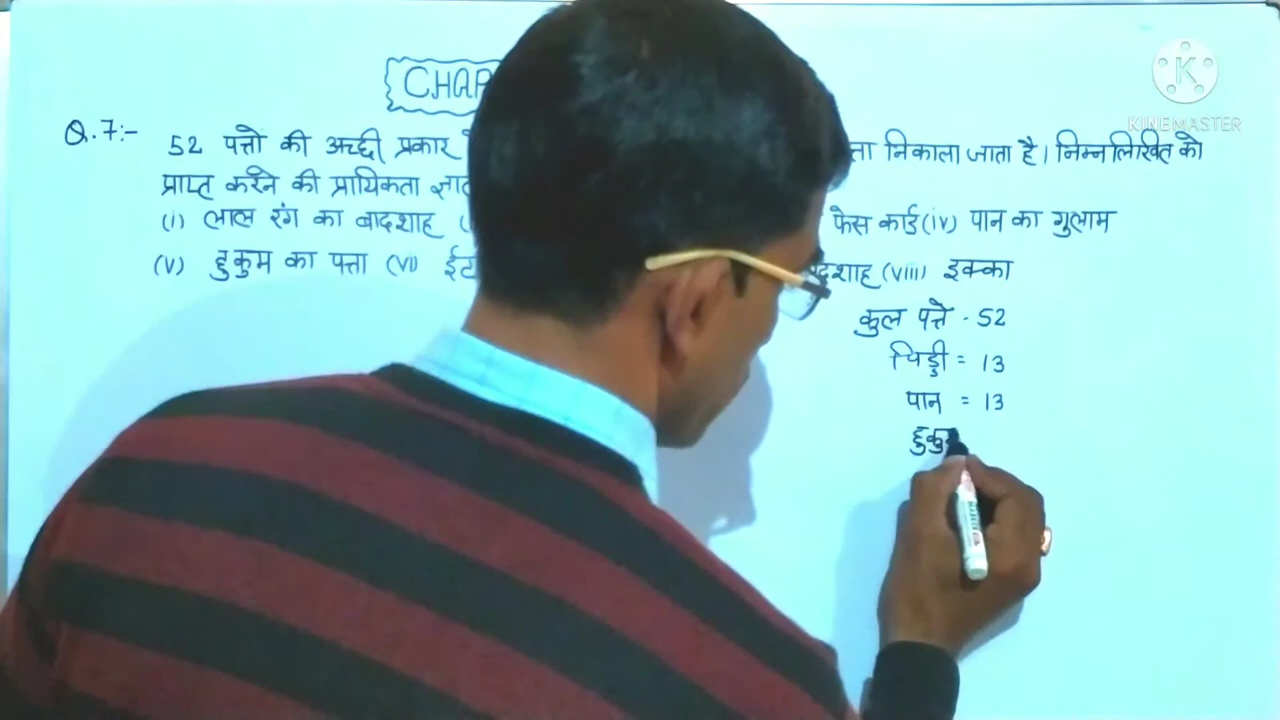 CHAP
KINEMASTER
Q.7:- 52 पत्तो की अच्छी प्रकार निकाला जाता है। निम्नलिखित को
प्राप्त करने की प्रायिकता
(i) लाल रंग का बादशाह फेस कार्ड (iv) पान का गुलाम
(v) हुकुम का पत्ता (vi) (viii) इक्का
कुल पत्ते - 52
चिड़ी = 13
पान = 13